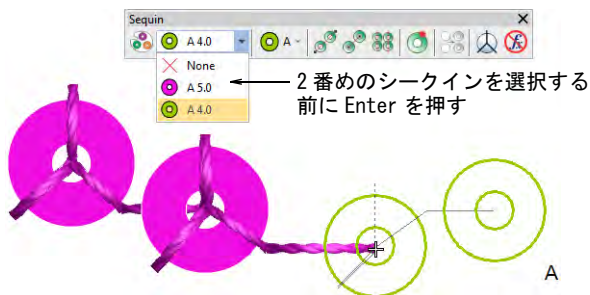 Sequin
A 4.0
A
None
A 5.0
A 4.0
2 番めのシークインを選択する
前に Enter を押す
A